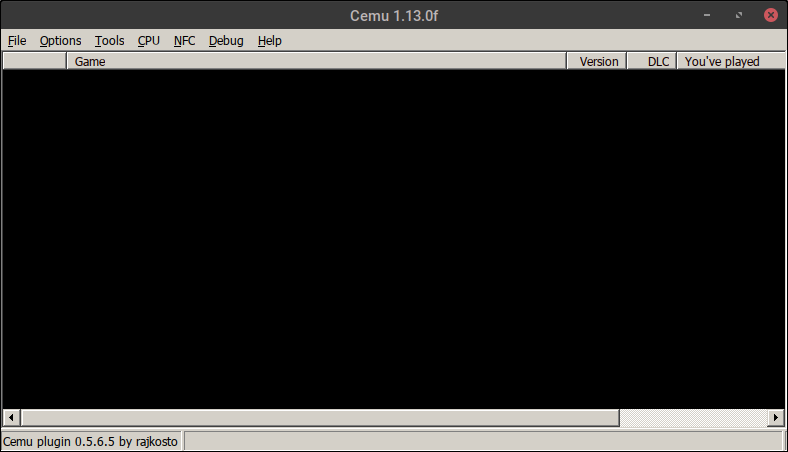 Cemu 1.13.0f
File Options Tools CPU NFC Debug Help
Game Version DLC You've played
Cemu plugin 0.5.6.5 by rajkosto